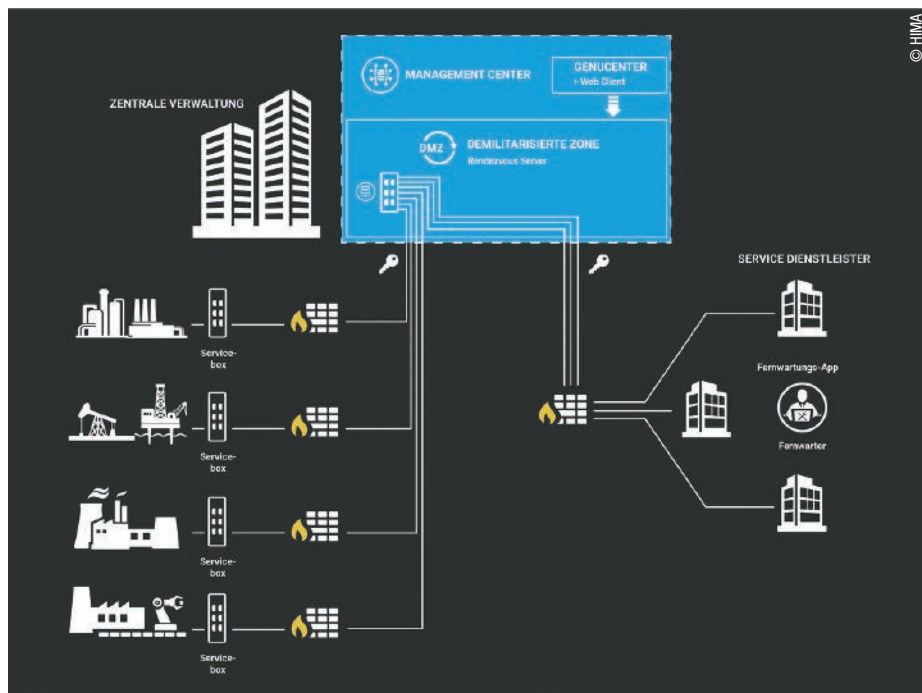 © HIMA
MANAGEMENT CENTER
GENUCENTER
+ Web Client
ZENTRALE VERWALTUNG
DMZ
DEMILITARISIERTE ZONE
Rendezvous Server
SERVICE DIENSTLEISTER
Service-
box
Fernwartungs-App
Service-
box
Fernwarter
Service-
box
Service-
box